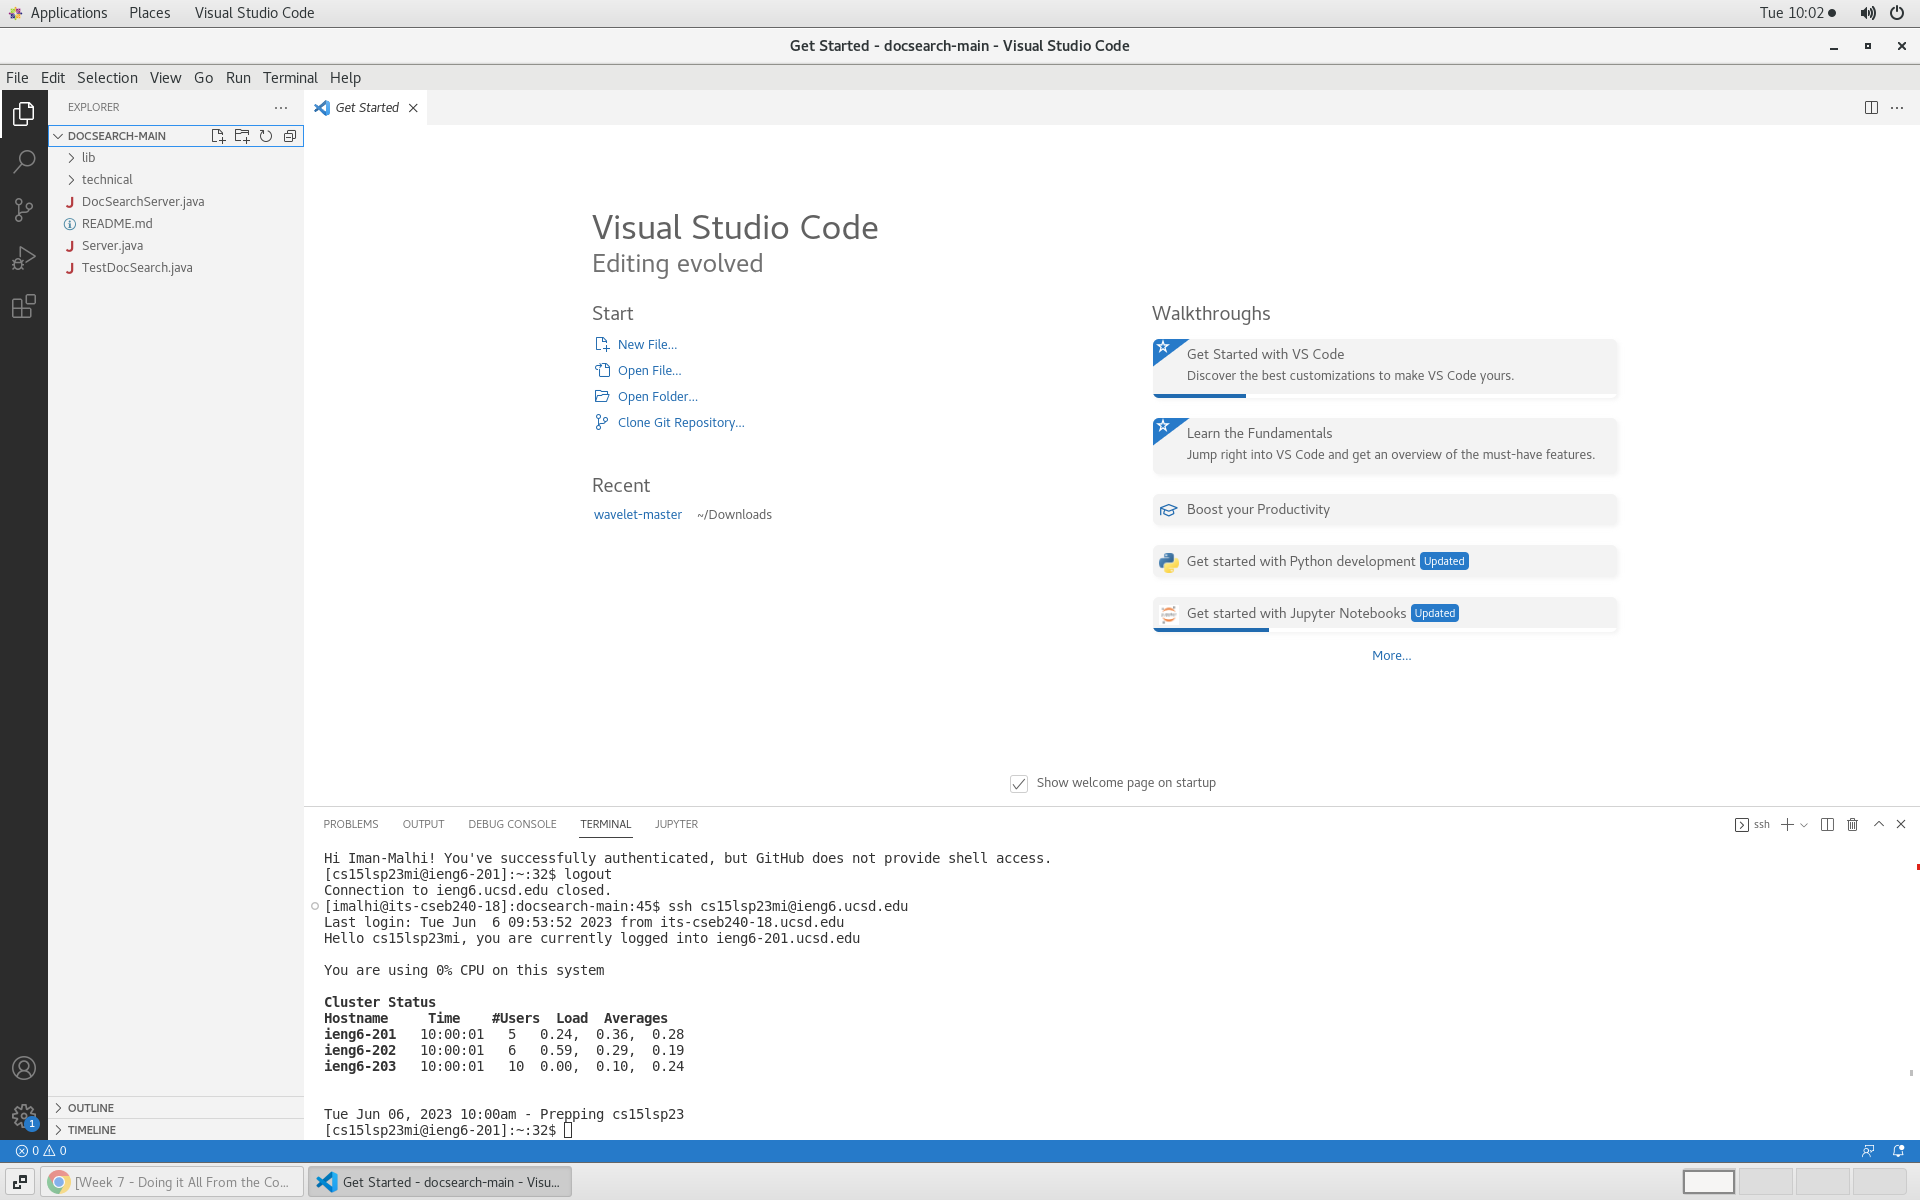 Applications Places Visual Studio Code Tue 10:02
Get Started - docsearch-main - Visual Studio Code
File Edit Selection View Go Run Terminal Help
EXPLORER
Get Started
DOCSEARCH-MAIN
lib
technical
DocSearchServer.java
README.md
Server.java
TestDocSearch.java
OUTLINE
TIMELINE
Visual Studio Code
Editing evolved
Start
New File...
Open File...
Open Folder...
Clone Git Repository...
Recent
wavelet-master ~/Downloads
Walkthroughs
Get Started with VS Code
Discover the best customizations to make VS Code yours.
Learn the Fundamentals
Jump right into VS Code and get an overview of the must-have features.
Boost your Productivity
Get started with Python development Updated
Get started with Jupyter Notebooks Updated
More...
Show welcome page on startup
PROBLEMS OUTPUT DEBUG CONSOLE TERMINAL JUPYTER ssh
Hi Iman-Malhi! You've successfully authenticated, but GitHub does not provide shell access.
[cs15lsp23mi@ieng6-201]:~:32$ logout
Connection to ieng6.ucsd.edu closed.
[imalhi@its-cseb240-18]:docsearch-main:45$ ssh cs15lsp23mi@ieng6.ucsd.edu
Last login: Tue Jun  6 09:53:52 2023 from its-cseb240-18.ucsd.edu
Hello cs15lsp23mi, you are currently logged into ieng6-201.ucsd.edu
You are using 0% CPU on this system
Cluster Status
Hostname     Time    #Users  Load  Averages
ieng6-201   10:00:01   5   0.24,  0.36,  0.28
ieng6-202   10:00:01   6   0.59,  0.29,  0.19
ieng6-203   10:00:01   10  0.00,  0.10,  0.24
Tue Jun 06, 2023 10:00am - Prepping cs15lsp23
[cs15lsp23mi@ieng6-201]:~:32$
1
0 0
[Week 7 - Doing it All From the Co... Get Started - docsearch-main - Visu...